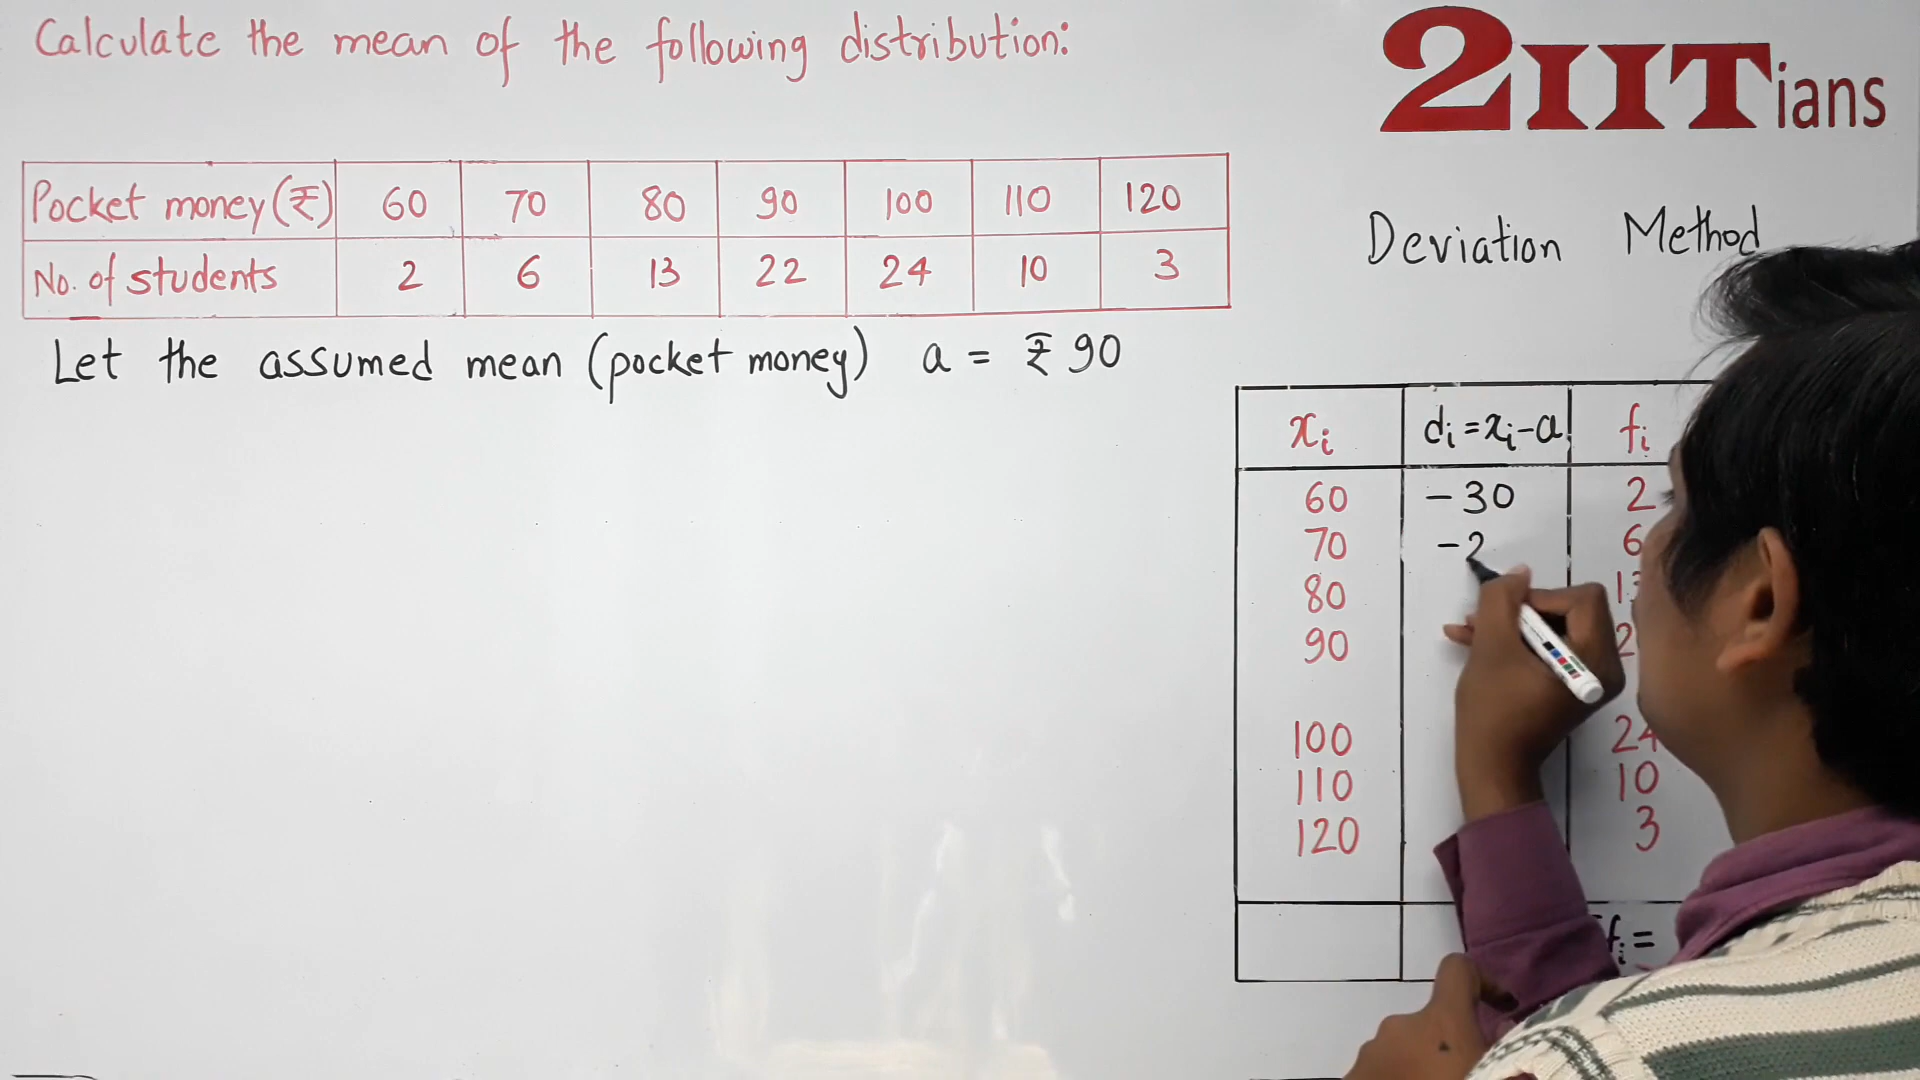 Calculate the mean of the following distribution:
2IITians
Pocket money (₹) 60 70 80 90 100 110 120
No. of students 2 6 13 22 24 10 3
Deviation Method
Let the assumed mean (pocket money) a = ₹ 90
xi di = xi - a fi
60 -30 2
70 -2 6
80
90
100 24
110 10
120 3
fi =